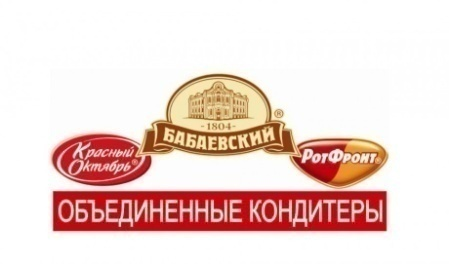 -1804-
БАБАЕВСКИЙ®
Красный
Октябрь®
РотФронт®
ОБЪЕДИНЕННЫЕ КОНДИТЕРЫ